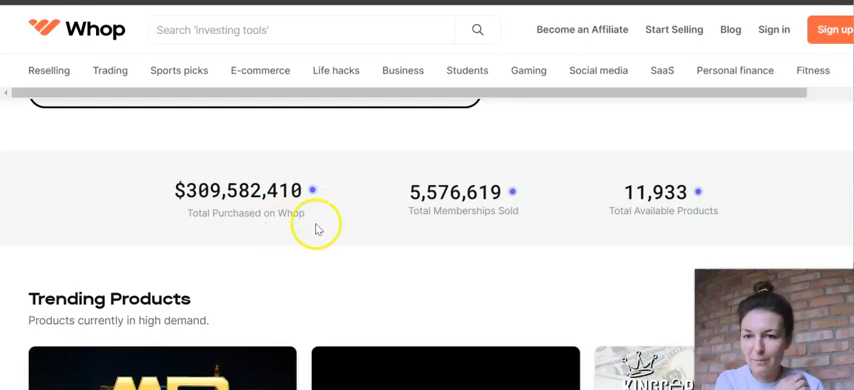 Whop
Search 'investing tools'
Become an Affiliate
Start Selling
Blog
Sign in
Sign up
Reselling
Trading
Sports picks
E-commerce
Life hacks
Business
Students
Gaming
Social media
SaaS
Personal finance
Fitness
$309,582,410
5,576,619
11,933
Total Purchased on Whop
Total Memberships Sold
Total Available Products
Trending Products
Products currently in high demand.